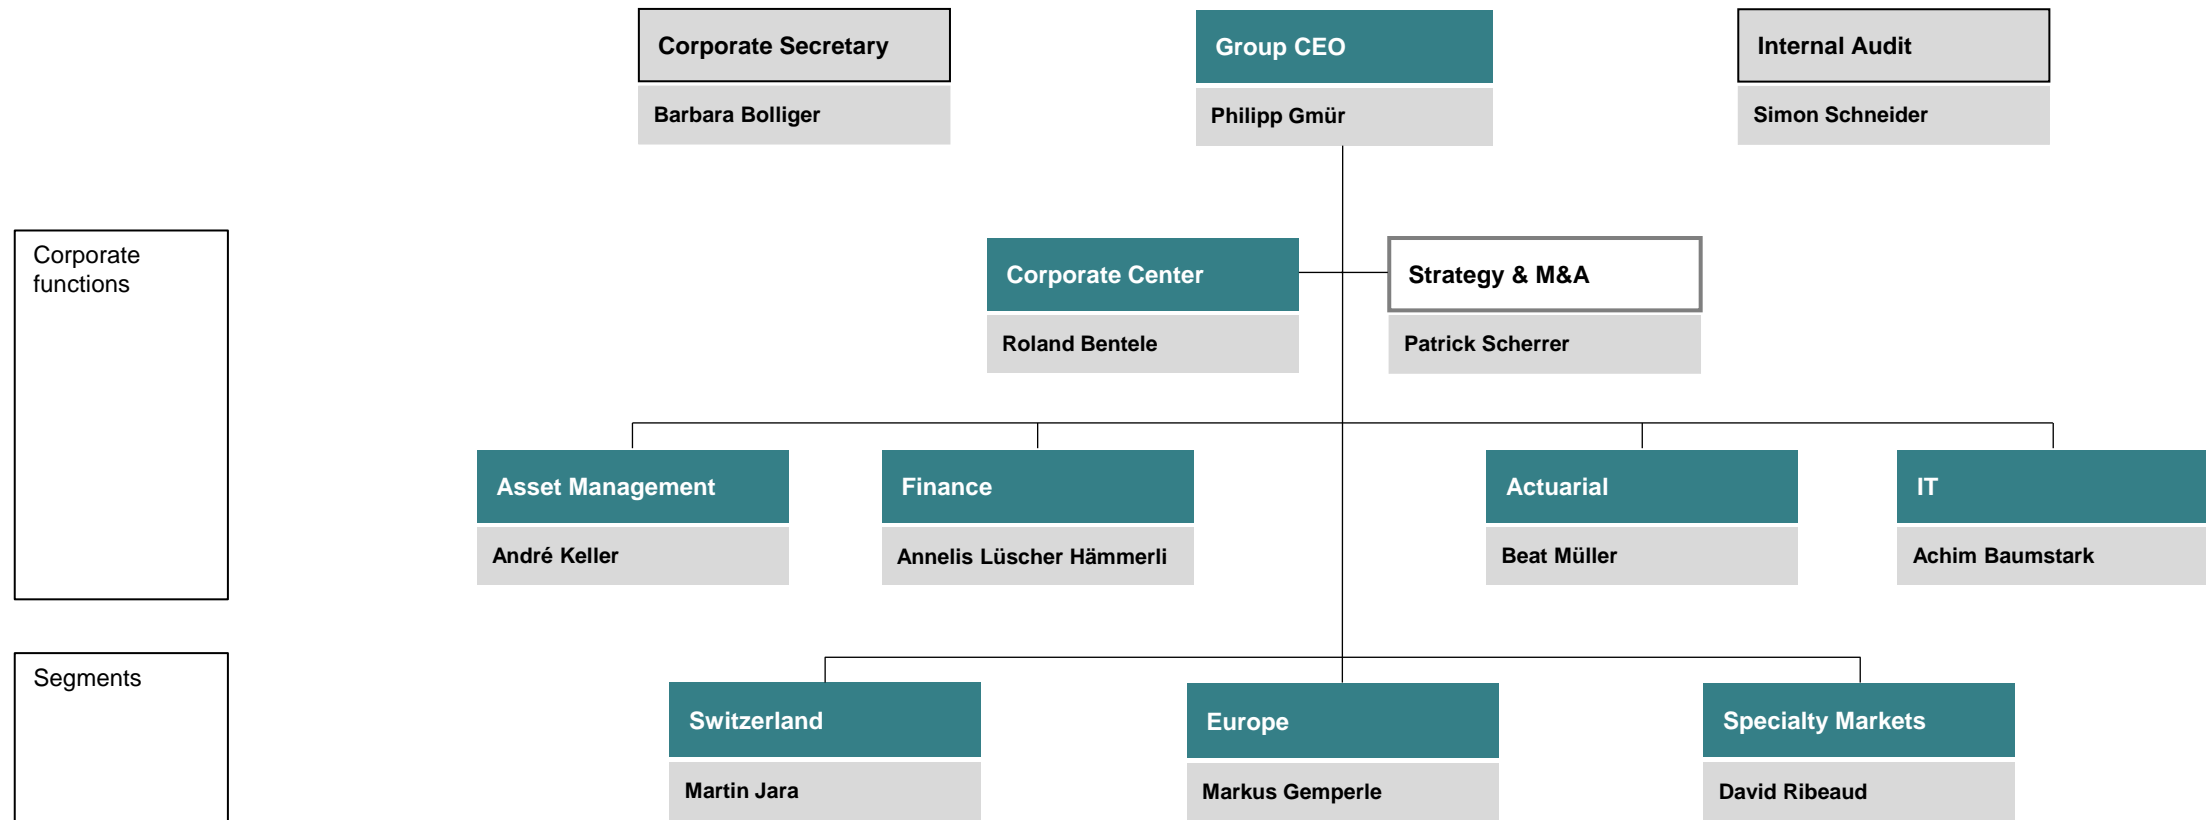 Corporate Secretary
Group CEO
Internal Audit
Barbara Bolliger
Philipp Gmür
Simon Schneider
Corporate
functions
Corporate Center
Strategy & M&A
Roland Bentele
Patrick Scherrer
Asset Management
Finance
Actuarial
IT
André Keller
Annelis Lüscher Hämmerli
Beat Müller
Achim Baumstark
Segments
Switzerland
Europe
Specialty Markets
Martin Jara
Markus Gemperle
David Ribeaud